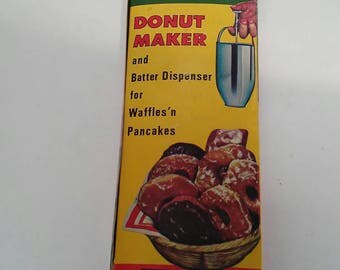 DONUT
MAKER
and
Batter Dispenser
for
Waffles'n
Pancakes